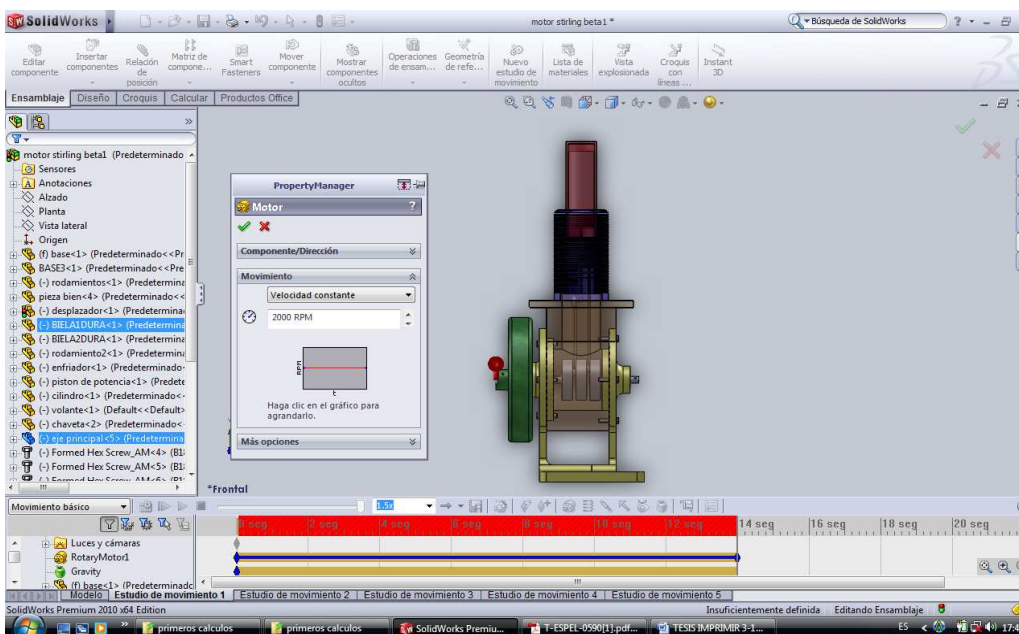 SolidWorks
motor stirling beta1 *
Búsqueda de SolidWorks
Editar componente
Insertar componentes
Relación de posición
Matriz de compone...
Smart Fasteners
Mover componente
Mostrar componentes ocultos
Operaciones de ensam...
Geometría de refe...
Nuevo estudio de movimiento
Lista de materiales
Vista explosionada
Croquis con líneas ...
Instant 3D
Ensamblaje Diseño Croquis Calcular Productos Office
motor stirling beta1 (Predeterminado
Sensores
Anotaciones
Alzado
Planta
Vista lateral
Origen
(f) base<1> (Predeterminado<<Pr
BASE3<1> (Predeterminado<<Pre
(-) rodamientos<1> (Predetermina
pieza bien<4> (Predeterminado<<
(-) desplazador<1> (Predetermina
(-) BIELA1DURA<1> (Predetermina
(-) BIELA2DURA<1> (Predetermina
(-) rodamiento2<1> (Predetermina
(-) enfriador<1> (Predeterminado
(-) piston de potencia<1> (Predete
(-) cilindro<1> (Predeterminado<
(-) volante<1> (Default<<Default>
(-) chaveta<2> (Predeterminado<
(-) eje principal<5> (Predetermina
(-) Formed Hex Screw_AM<4> (B1
(-) Formed Hex Screw_AM<5> (B1
(-) Formed Hex Screw_AM<6> (B1
PropertyManager
Motor ?
Componente/Dirección
Movimiento
Velocidad constante
2000 RPM
RPM
t
Haga clic en el gráfico para agrandarlo.
Más opciones
*Frontal
Movimiento básico
1.5x
0 seg 2 seg 4 seg 6 seg 8 seg 10 seg 12 seg 14 seg 16 seg 18 seg 20 seg
Luces y cámaras
RotaryMotor1
Gravity
(f) base<1> (Predeterminadc
Modelo Estudio de movimiento 1 Estudio de movimiento 2 Estudio de movimiento 3 Estudio de movimiento 4 Estudio de movimiento 5
SolidWorks Premium 2010 x64 Edition
Insuficientemente definida Editando Ensamblaje
primeros calculos
primeros calculos
SolidWorks Premiu...
T-ESPEL-0590[1].pdf...
TESIS IMPRIMIR 3-1...
ES
17:4